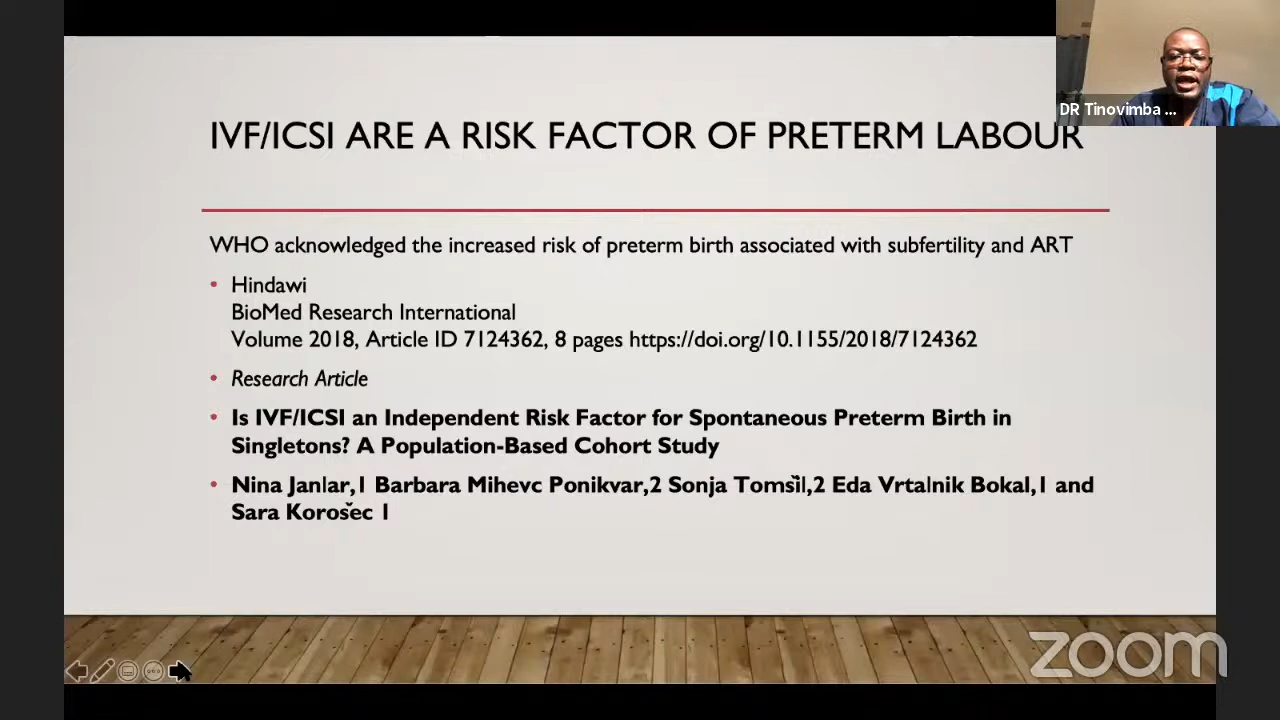 DR Tinovimba ...
IVF/ICSI ARE A RISK FACTOR OF PRETERM LABOUR
WHO acknowledged the increased risk of preterm birth associated with subfertility and ART
• Hindawi
BioMed Research International
Volume 2018, Article ID 7124362, 8 pages https://doi.org/10.1155/2018/7124362
• Research Article
• Is IVF/ICSI an Independent Risk Factor for Spontaneous Preterm Birth in
Singletons? A Population-Based Cohort Study
• Nina Janlar,1 Barbara Mihevc Ponikvar,2 Sonja Tomšil,2 Eda Vrtalnik Bokal,1 and
Sara Korošec 1
zoom